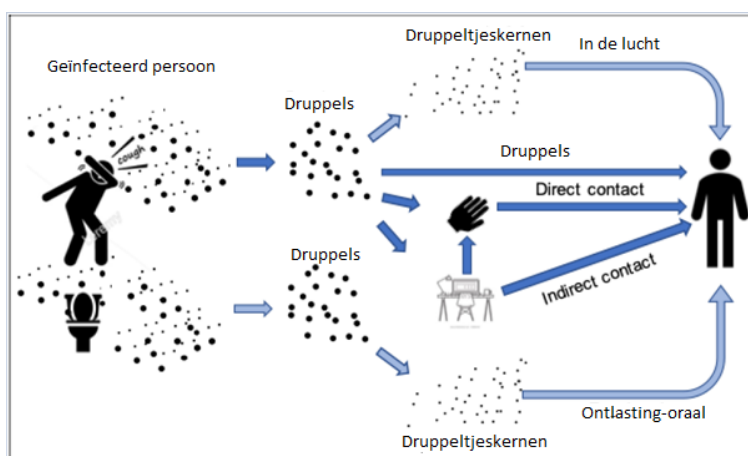 Druppeltjeskernen
In de lucht
Geïnfecteerd persoon
Druppels
cough
Druppels
Direct contact
Druppels
Indirect contact
Ontlasting-oraal
Druppeltjeskernen